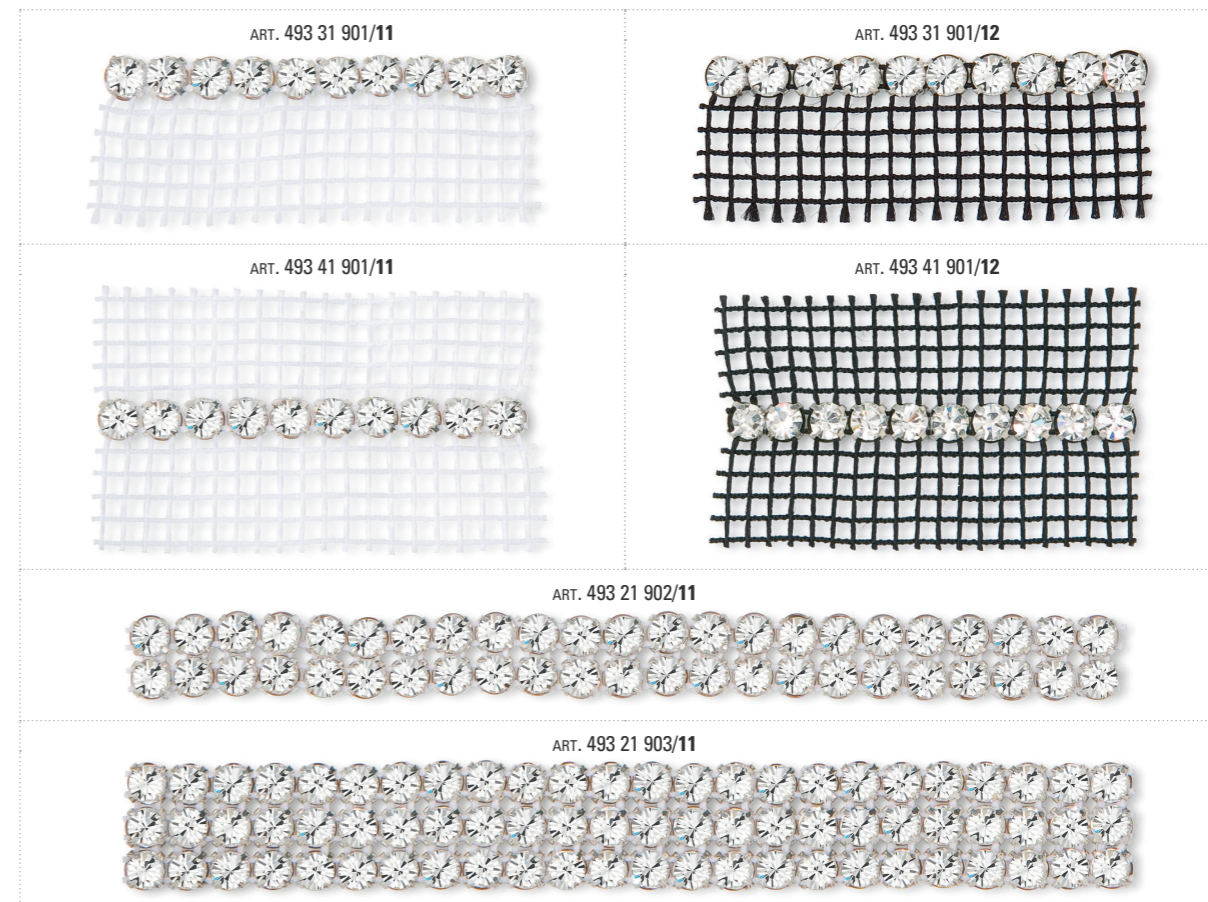 ART. 493 31 901/11
ART. 493 31 901/12
ART. 493 41 901/11
ART. 493 41 901/12
ART. 493 21 902/11
ART. 493 21 903/11